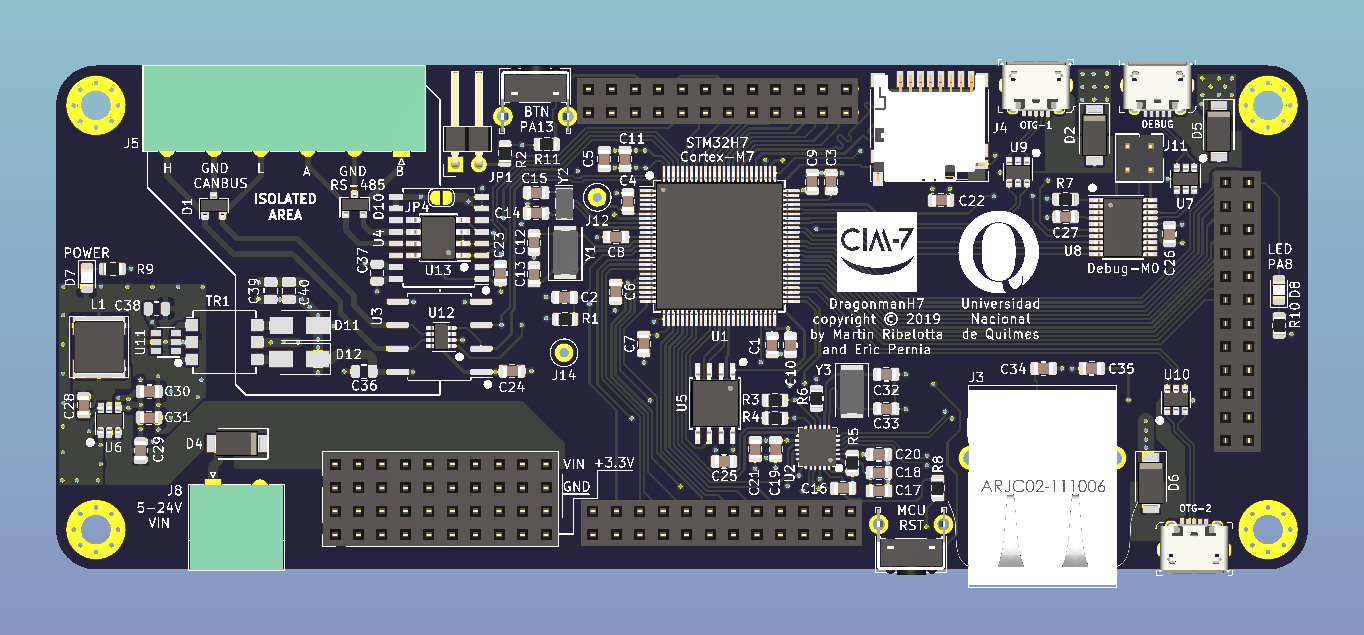 J5
H
GND
L
A
GND
B
CANBUS
RS-485
D1
ISOLATED
AREA
D10
JP4
U4
U13
C37
BTN
PA13
R2
R11
JP1
C15
Y2
C14
J12
C23
C12
C13
Y1
C5
C11
C4
C8
C6
C2
R1
C7
J14
C24
STM32H7
Cortex-M7
C9
C3
U1
J4
OTG-1
D2
DEBUG
D5
J11
U9
U7
R7
C22
C27
U8
C26
Debug-M0
CIAA-7
DragonmanH7
copyright © 2019
by Martin Ribelotta
and Eric Pernia
Universidad
Nacional
de Quilmes
LED
PA8
D8
R10
POWER
D7
R9
L1
C38
TR1
C39
C40
U11
D11
D12
U3
U12
C36
C28
C30
C31
U6
C29
D4
J8
5-24V
VIN
VIN
+3.3V
GND
U5
C1
C10
R3
R4
R6
Y3
C32
C33
C25
C21
C19
U2
R5
C16
C20
C18
C17
R8
MCU
RST
C34
C35
J3
ARJC02-111006
U10
D6
OTG-2